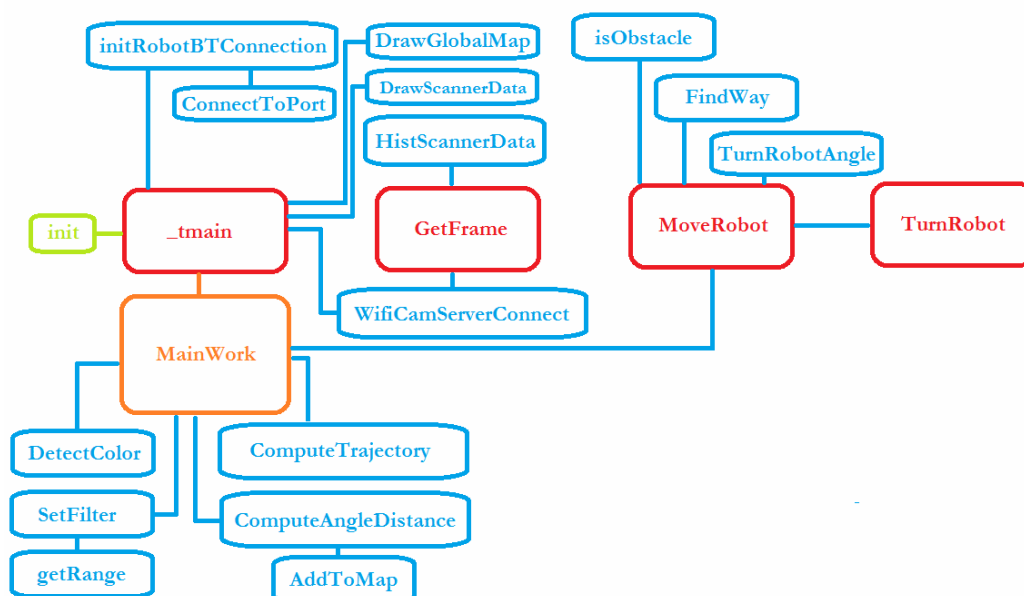 initRobotBTConnection
ConnectToPort
DrawGlobalMap
DrawScannerData
HistScannerData
isObstacle
FindWay
TurnRobotAngle
init
_tmain
GetFrame
MoveRobot
TurnRobot
WifiCamServerConnect
MainWork
DetectColor
ComputeTrajectory
SetFilter
ComputeAngleDistance
getRange
AddToMap